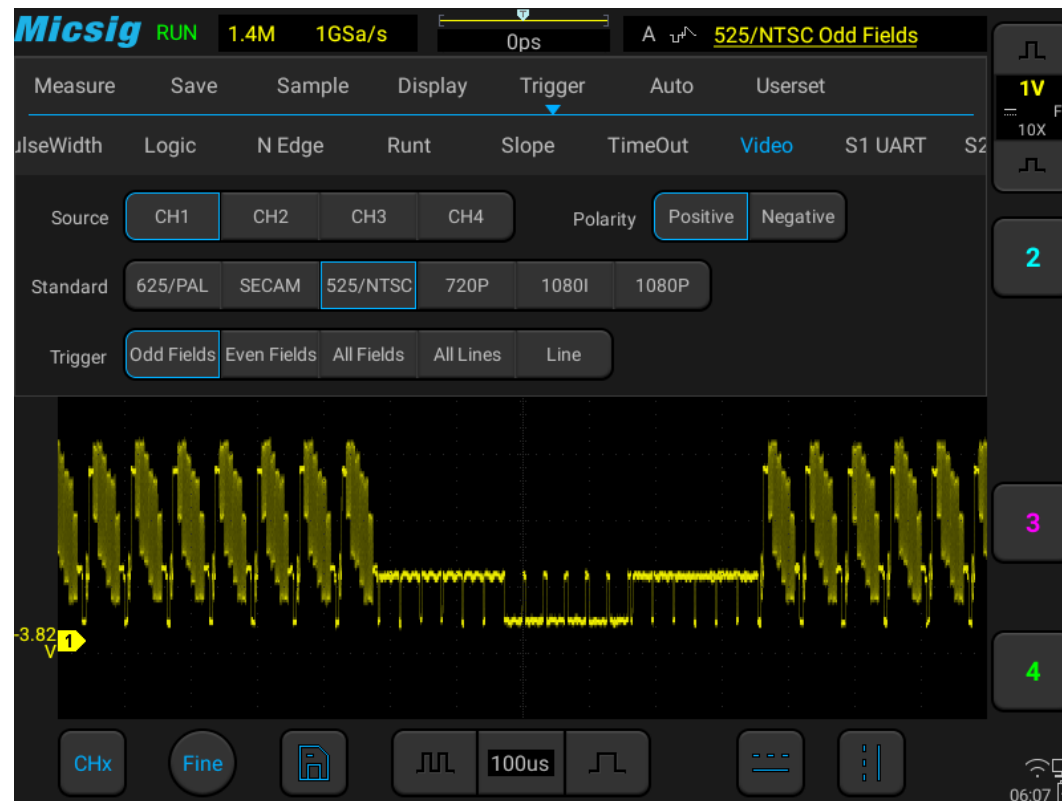 Micsig RUN 1.4M 1GSa/s T 0ps A 525/NTSC Odd Fields
Measure Save Sample Display Trigger Auto Userset
ulseWidth Logic N Edge Runt Slope TimeOut Video S1 UART S2
1V
F
10X
Source CH1 CH2 CH3 CH4 Polarity Positive Negative
2
Standard 625/PAL SECAM 525/NTSC 720P 1080I 1080P
Trigger Odd Fields Even Fields All Fields All Lines Line
3
-3.82
V
1
4
CHx Fine 100us
06:07